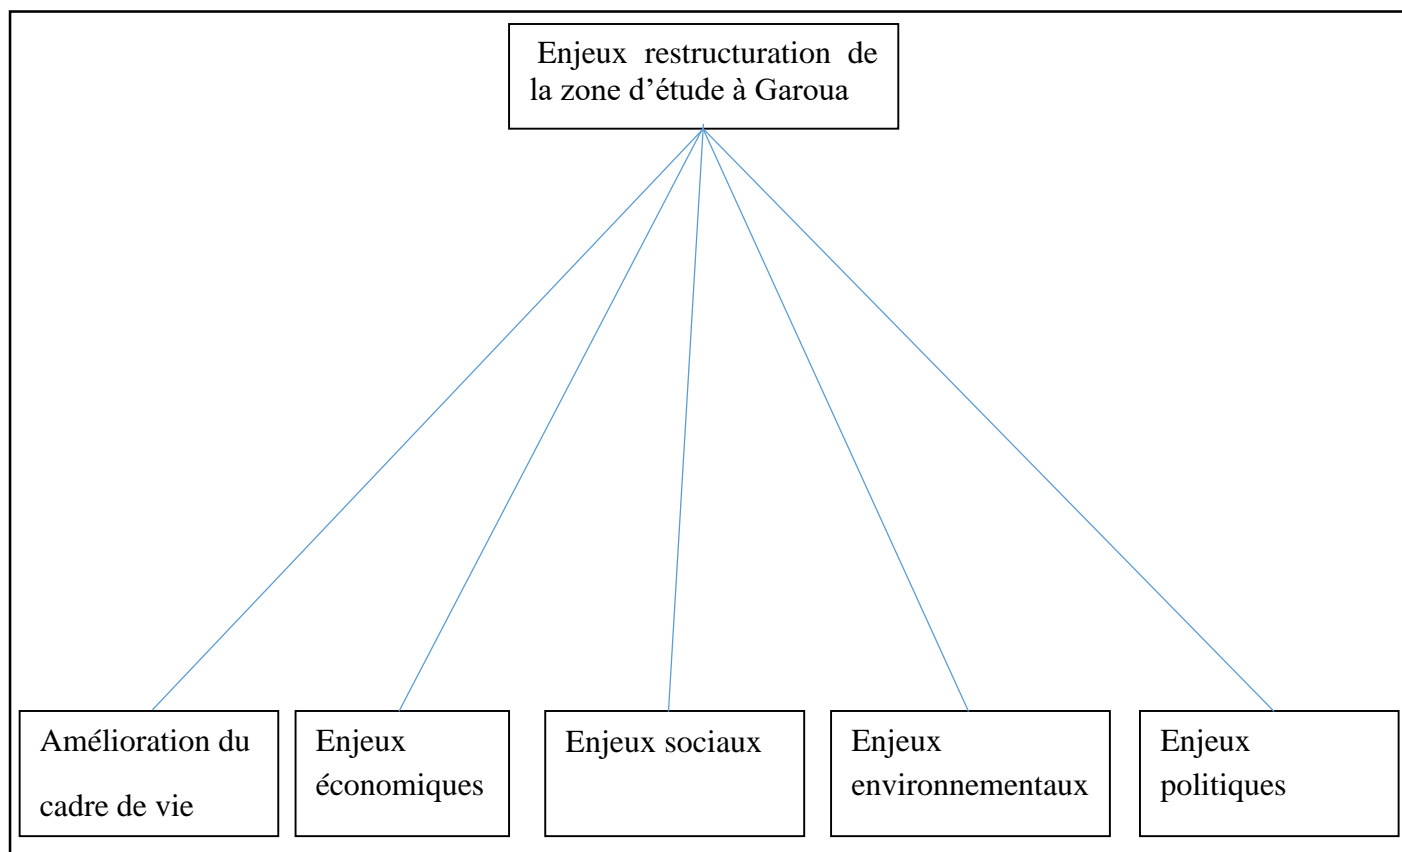 Enjeux restructuration de
la zone d’étude à Garoua
Amélioration du
cadre de vie
Enjeux
économiques
Enjeux sociaux
Enjeux
environnementaux
Enjeux
politiques